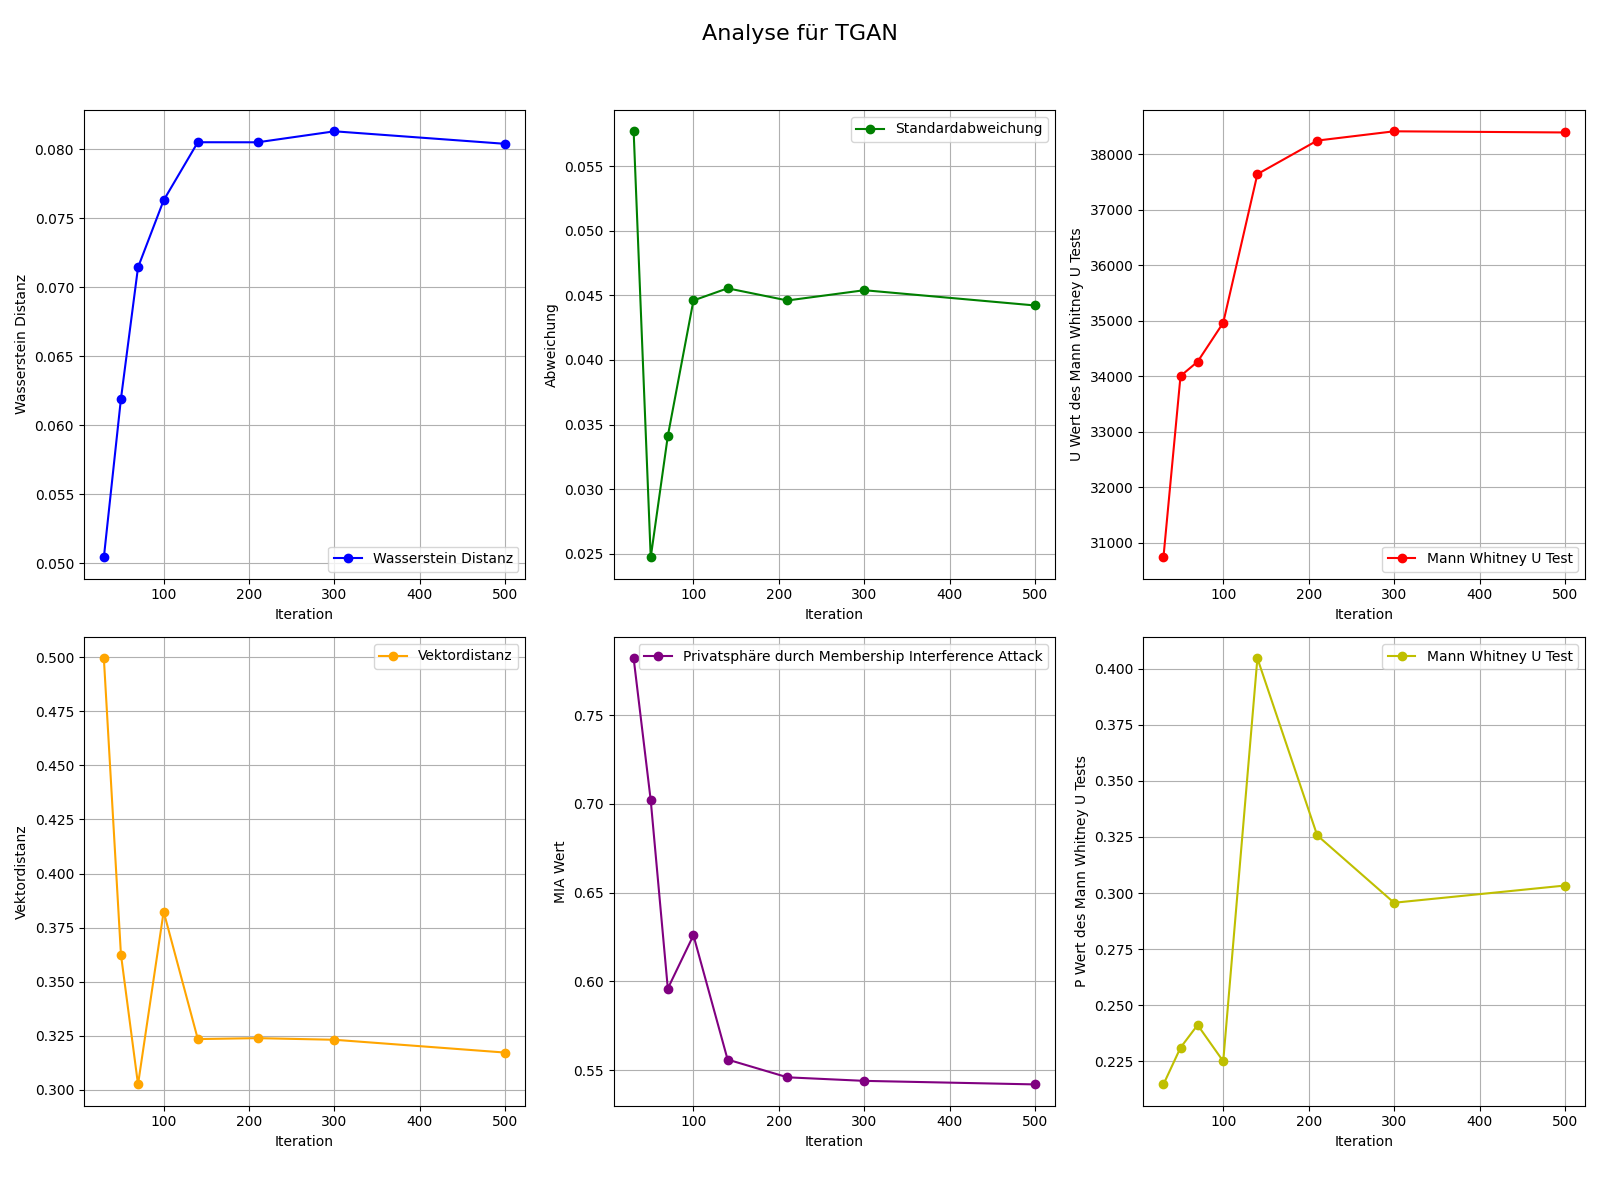 Analyse für TGAN
Wasserstein Distanz
0.080
0.075
0.070
0.065
0.060
0.055
0.050
Wasserstein Distanz
100 200 300 400 500
Iteration
Abweichung
0.055
0.050
0.045
0.040
0.035
0.030
0.025
Standardabweichung
100 200 300 400 500
Iteration
U Wert des Mann Whitney U Tests
38000
37000
36000
35000
34000
33000
32000
31000
Mann Whitney U Test
100 200 300 400 500
Iteration
Vektordistanz
0.500
0.475
0.450
0.425
0.400
0.375
0.350
0.325
0.300
Vektordistanz
100 200 300 400 500
Iteration
MIA Wert
0.75
0.70
0.65
0.60
0.55
Privatsphäre durch Membership Interference Attack
100 200 300 400 500
Iteration
P Wert des Mann Whitney U Tests
0.400
0.375
0.350
0.325
0.300
0.275
0.250
0.225
Mann Whitney U Test
100 200 300 400 500
Iteration